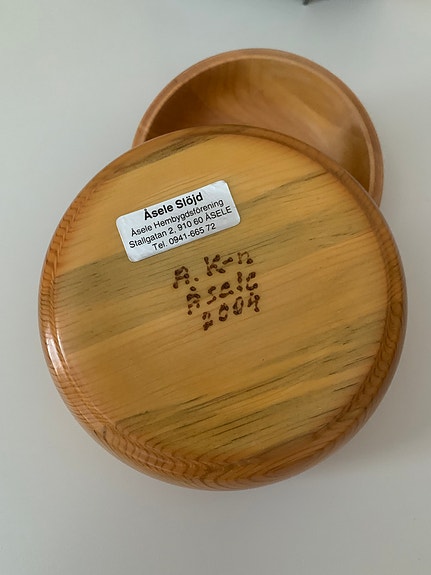 Åsele Slöjd
Åsele Hembygdsförening
Stallgatan 2, 910 60 ÅSELE
Tel. 0941-665 72
A. K-n
Åsele
2004